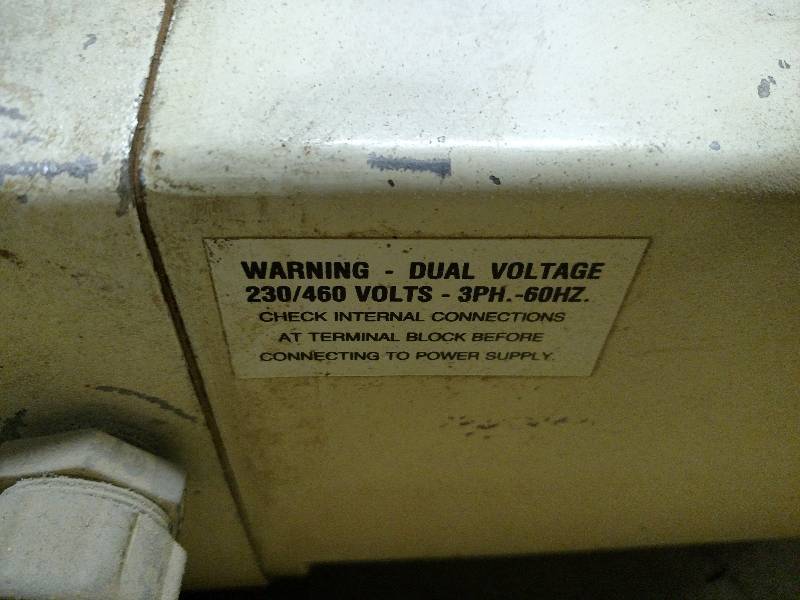 WARNING - DUAL VOLTAGE
230/460 VOLTS - 3PH.-60HZ.
CHECK INTERNAL CONNECTIONS
AT TERMINAL BLOCK BEFORE
CONNECTING TO POWER SUPPLY.